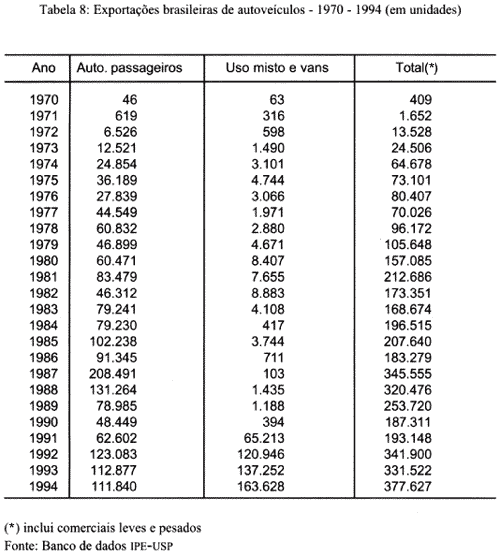 Tabela 8: Exportações brasileiras de autoveículos - 1970 - 1994 (em unidades)
Ano Auto. passageiros Uso misto e vans Total(*)
1970 46 63 409
1971 619 316 1.652
1972 6.526 598 13.528
1973 12.521 1.490 24.506
1974 24.854 3.101 64.678
1975 36.189 4.744 73.101
1976 27.839 3.066 80.407
1977 44.549 1.971 70.026
1978 60.832 2.880 96.172
1979 46.899 4.671 105.648
1980 60.471 8.407 157.085
1981 83.479 7.655 212.686
1982 46.312 8.883 173.351
1983 79.241 4.108 168.674
1984 79.230 417 196.515
1985 102.238 3.744 207.640
1986 91.345 711 183.279
1987 208.491 103 345.555
1988 131.264 1.435 320.476
1989 78.985 1.188 253.720
1990 48.449 394 187.311
1991 62.602 65.213 193.148
1992 123.083 120.946 341.900
1993 112.877 137.252 331.522
1994 111.840 163.628 377.627
(*) inclui comerciais leves e pesados
Fonte: Banco de dados IPE-USP